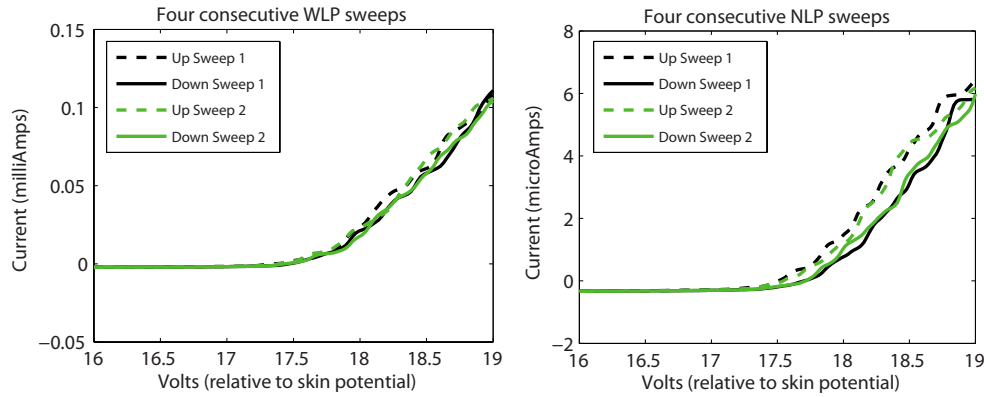 Four consecutive WLP sweeps
0.15
0.1
0.05
0
−0.05
Current (milliAmps)
Up Sweep 1
Down Sweep 1
Up Sweep 2
Down Sweep 2
16 16.5 17 17.5 18 18.5 19
Volts (relative to skin potential)
Four consecutive NLP sweeps
8
6
4
2
0
−2
Current (microAmps)
Up Sweep 1
Down Sweep 1
Up Sweep 2
Down Sweep 2
16 16.5 17 17.5 18 18.5 19
Volts (relative to skin potential)